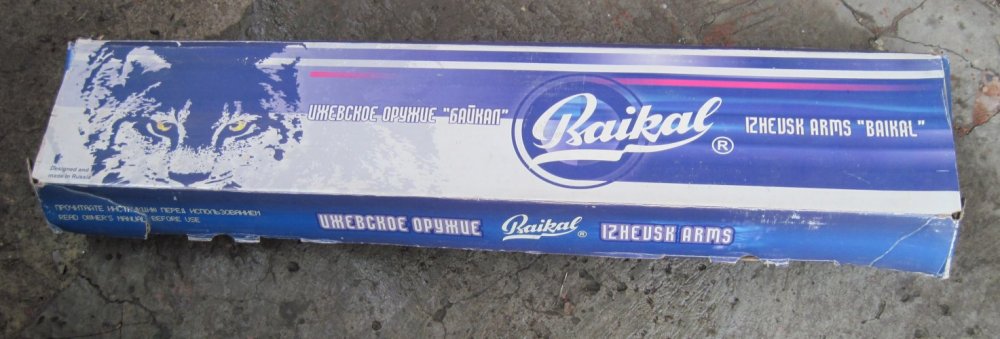 ИЖЕВСКОЕ ОРУЖИЕ "БАЙКАЛ"
Baikal ®
IZHEVSK ARMS "BAIKAL"
Designed and
made in Russia
ПРОЧИТАЙТЕ ИНСТРУКЦИЮ ПЕРЕД ИСПОЛЬЗОВАНИЕМ
READ OWNER'S MANUAL BEFORE USE
ИЖЕВСКОЕ ОРУЖИЕ Baikal ® IZHEVSK ARMS